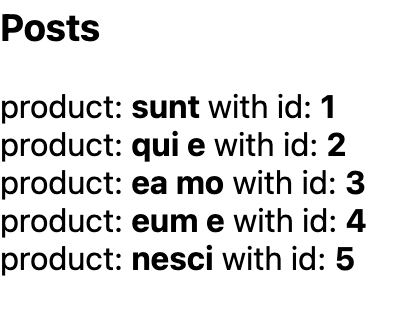 Posts
product: sunt with id: 1
product: qui e with id: 2
product: ea mo with id: 3
product: eum e with id: 4
product: nesci with id: 5